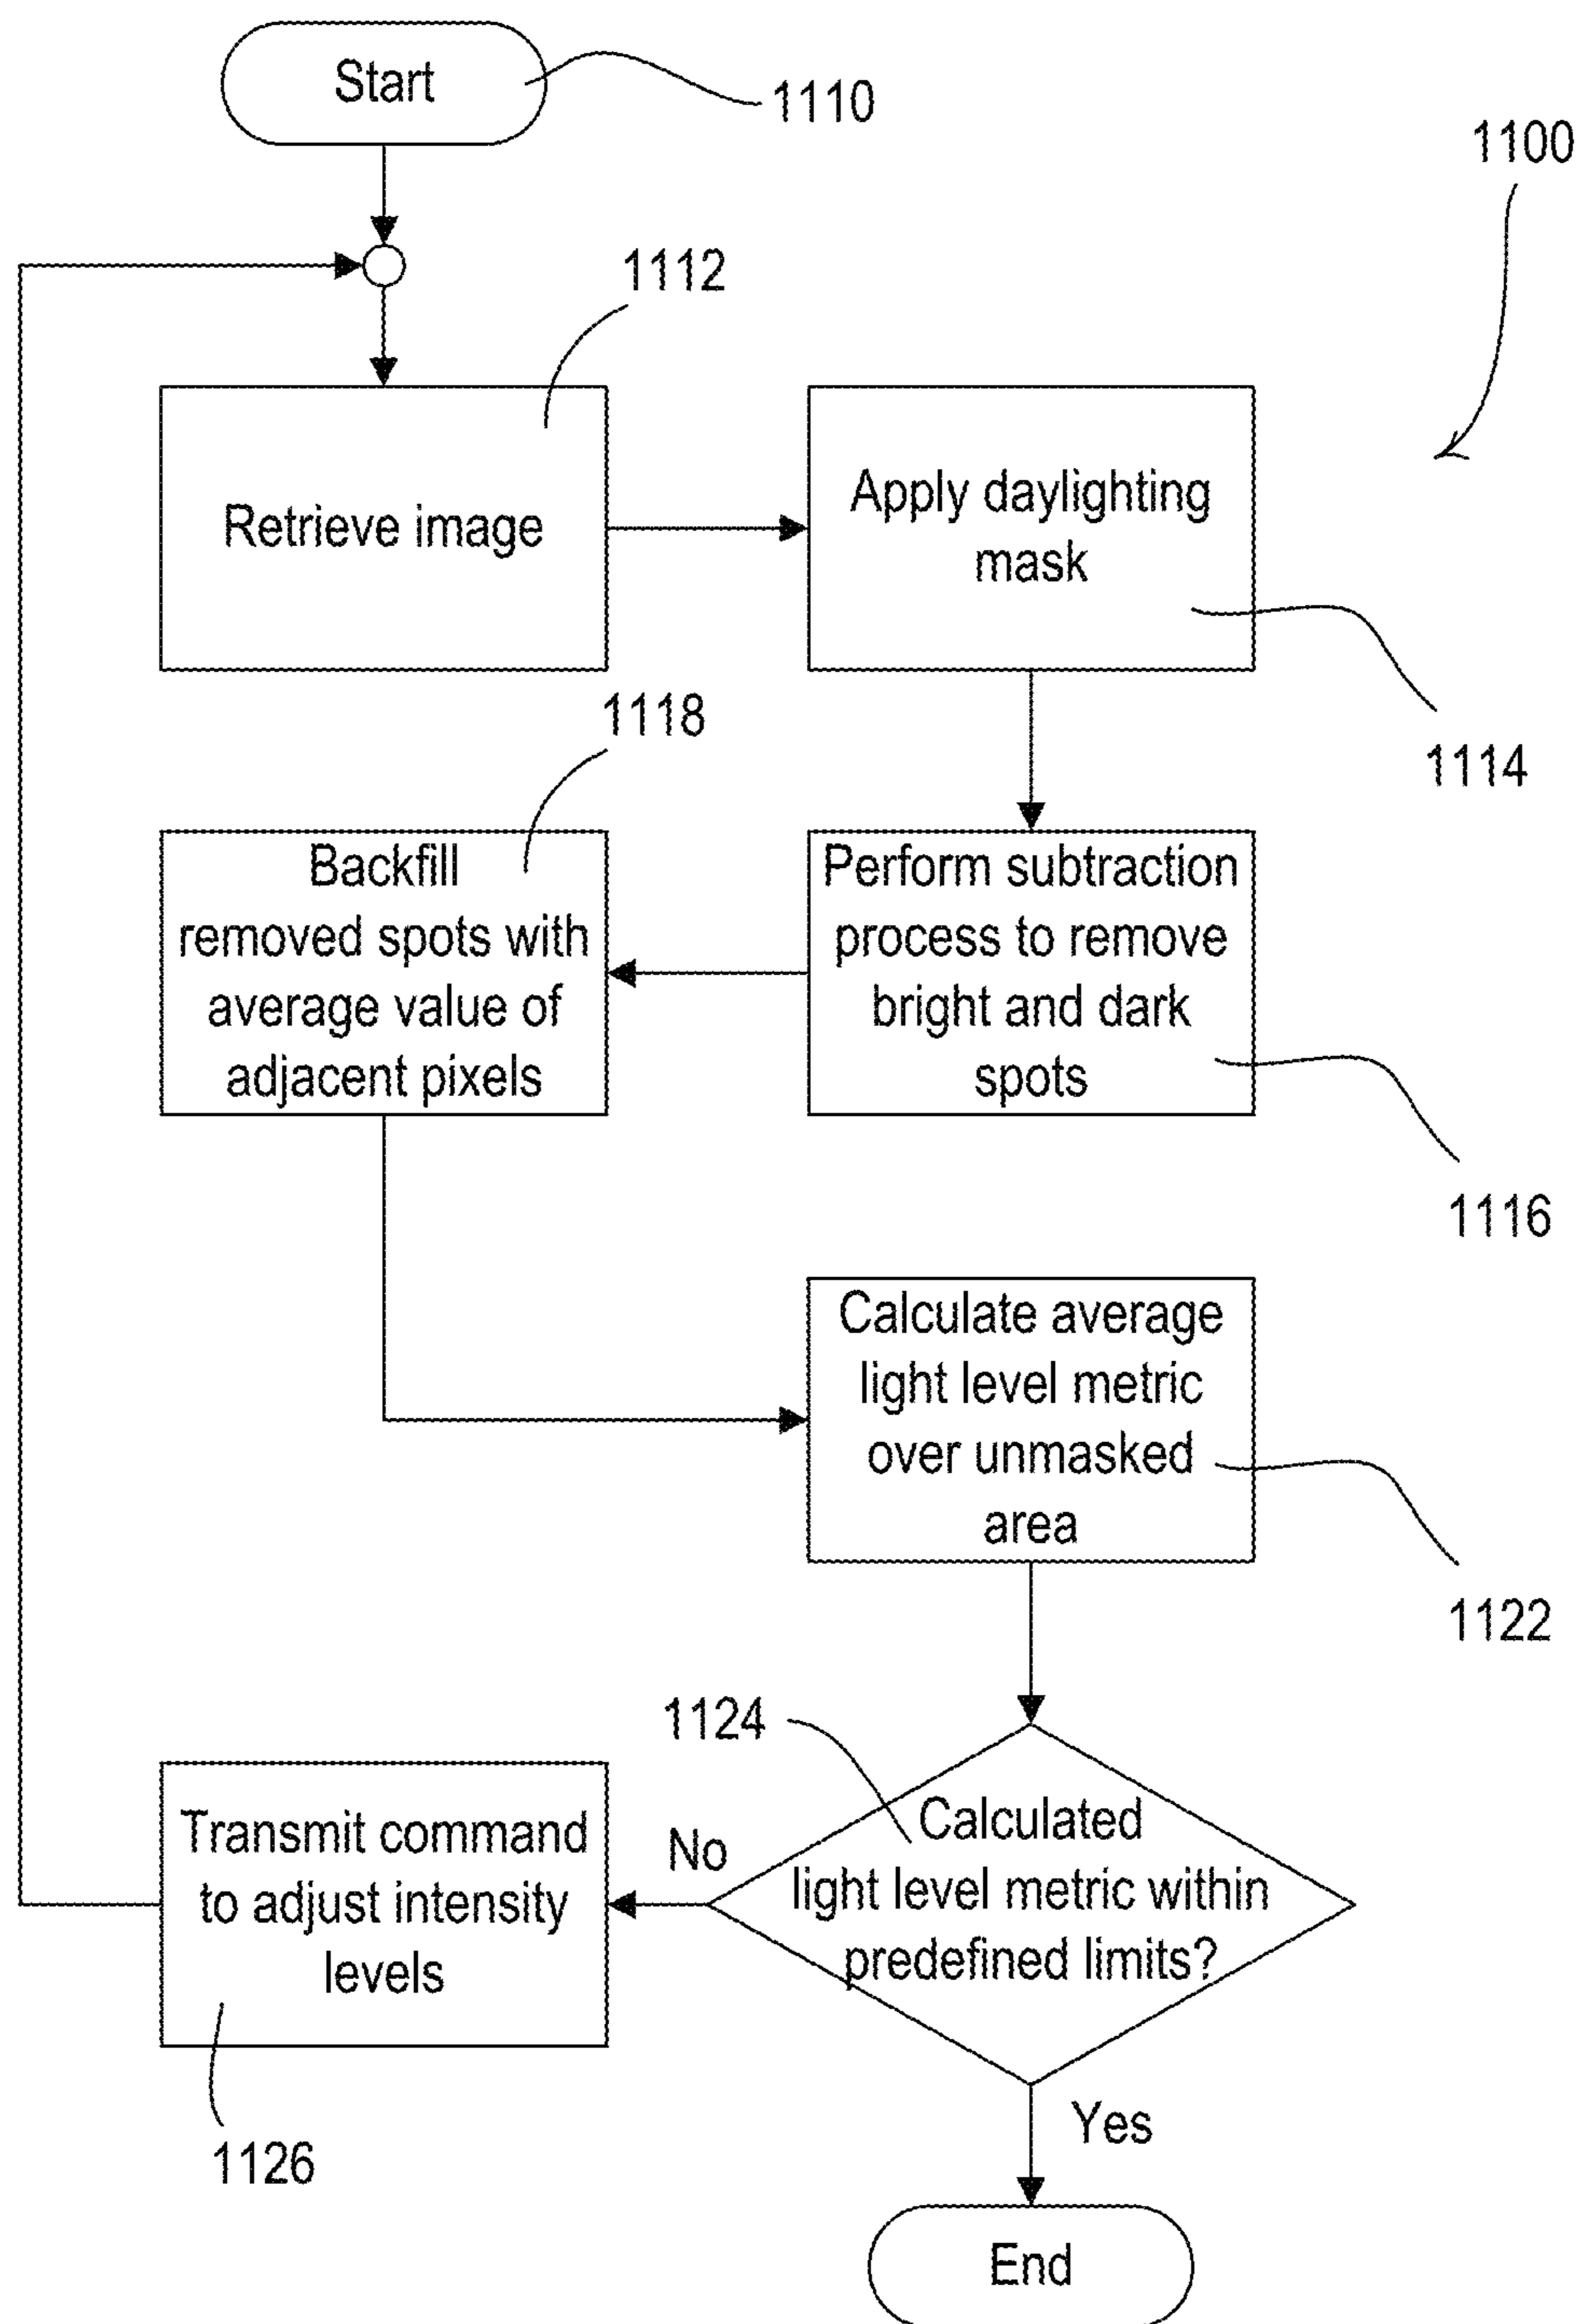 Start
1110
1100
1112
Retrieve image
Apply daylighting
mask
1114
1118
Backfill
removed spots with
average value of
adjacent pixels
Perform subtraction
process to remove
bright and dark
spots
1116
Calculate average
light level metric
over unmasked
area
1122
1124
Calculated
light level metric within
predefined limits?
No
Transmit command
to adjust intensity
levels
1126
Yes
End